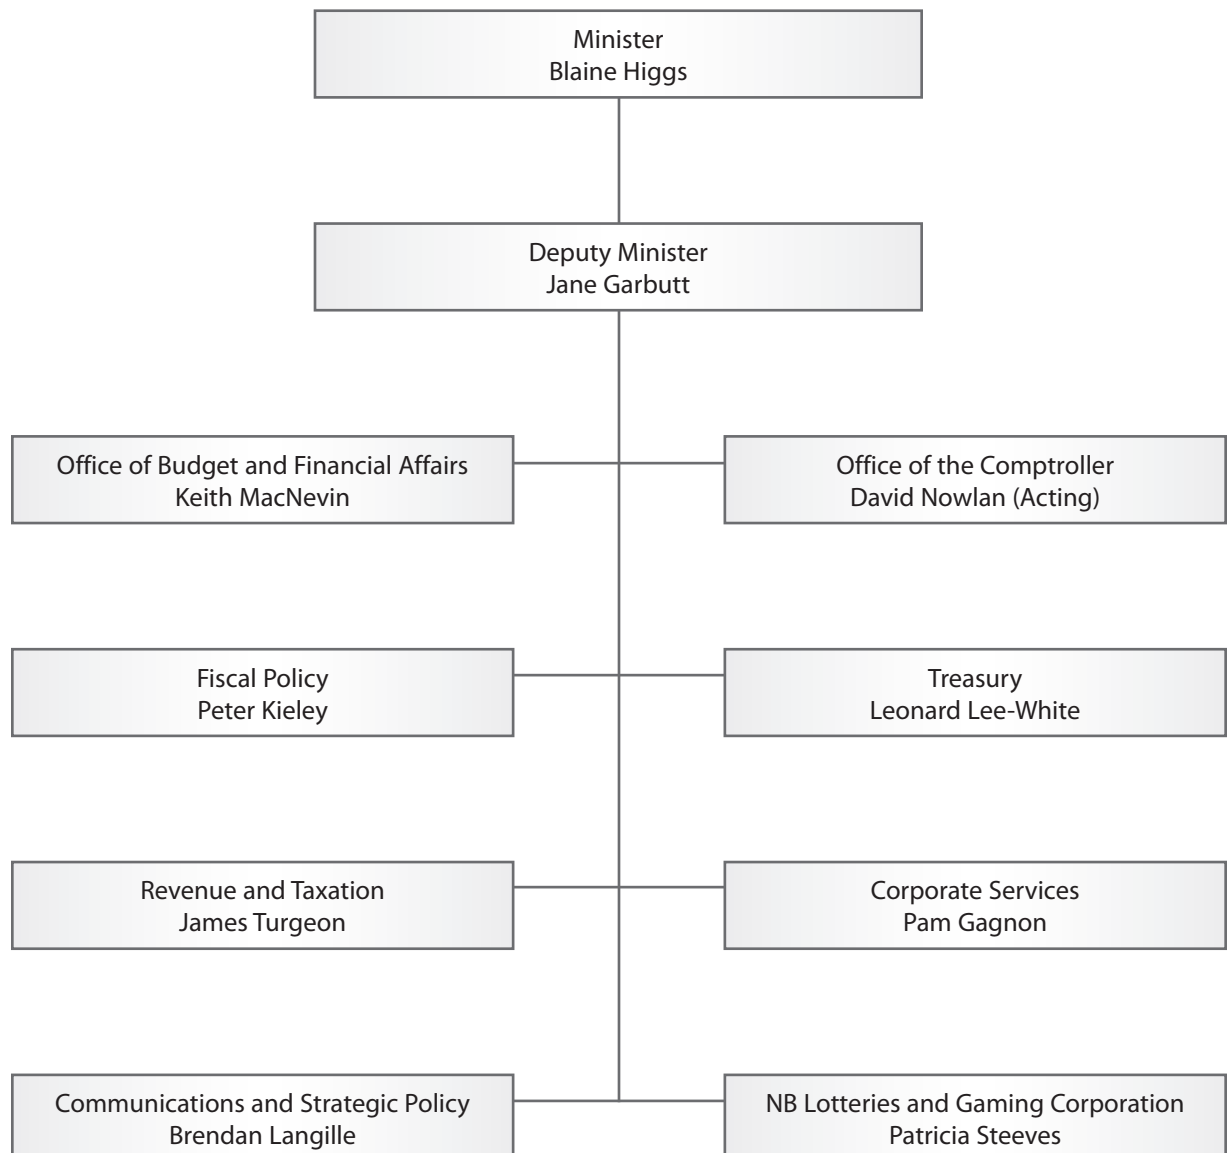 Minister
Blaine Higgs
Deputy Minister
Jane Garbutt
Office of Budget and Financial Affairs
Keith MacNevin
Office of the Comptroller
David Nowlan (Acting)
Fiscal Policy
Peter Kieley
Treasury
Leonard Lee-White
Revenue and Taxation
James Turgeon
Corporate Services
Pam Gagnon
Communications and Strategic Policy
Brendan Langille
NB Lotteries and Gaming Corporation
Patricia Steeves